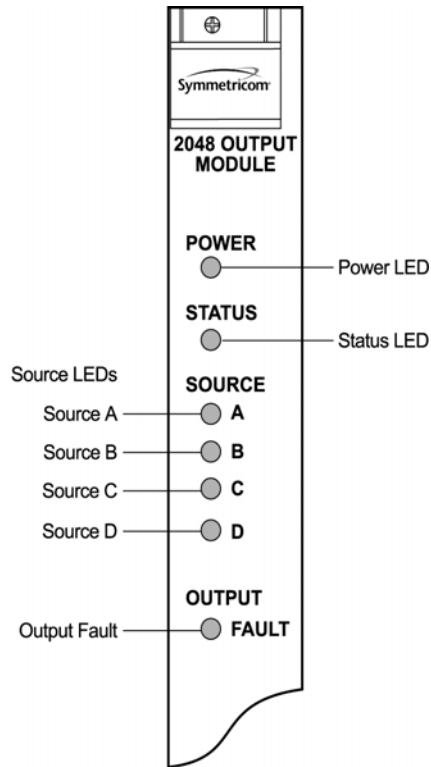 Symmetricom
2048 OUTPUT
MODULE
POWER
Power LED
STATUS
Status LED
Source LEDs
SOURCE
Source A
A
Source B
B
Source C
C
Source D
D
OUTPUT
Output Fault
FAULT